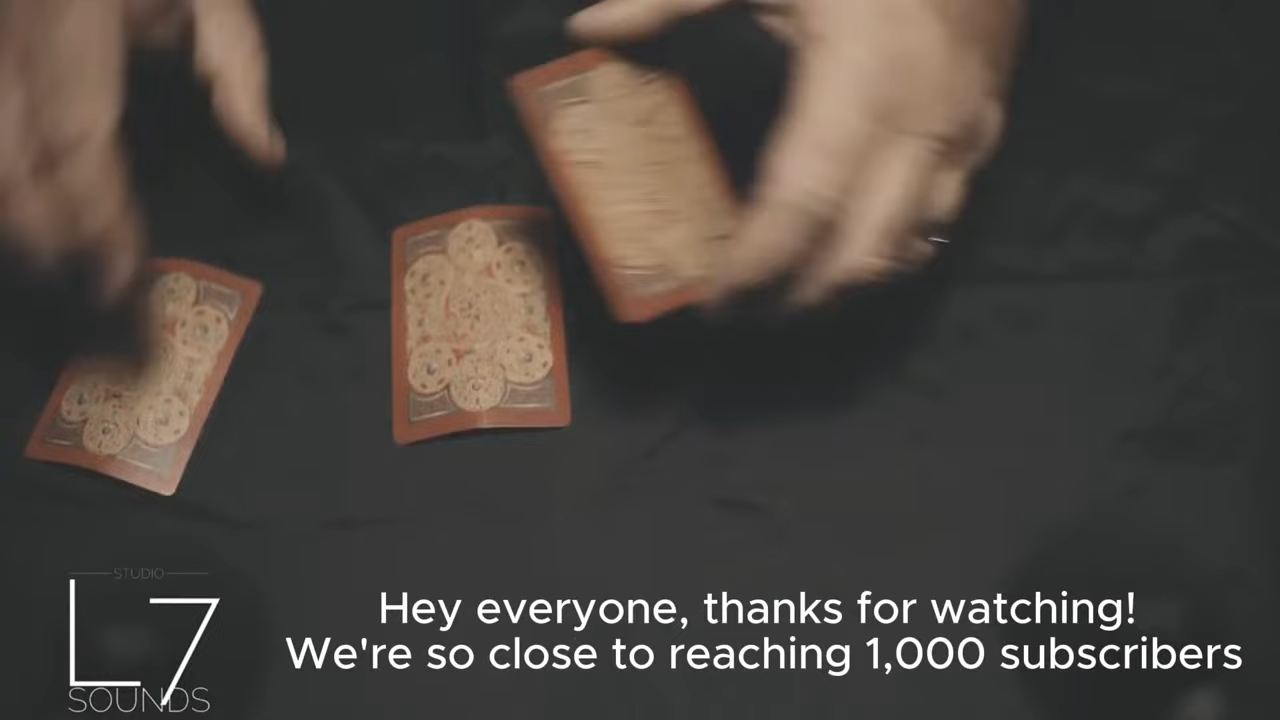 STUDIO
L7
SOUNDS
Hey everyone, thanks for watching!
We're so close to reaching 1,000 subscribers